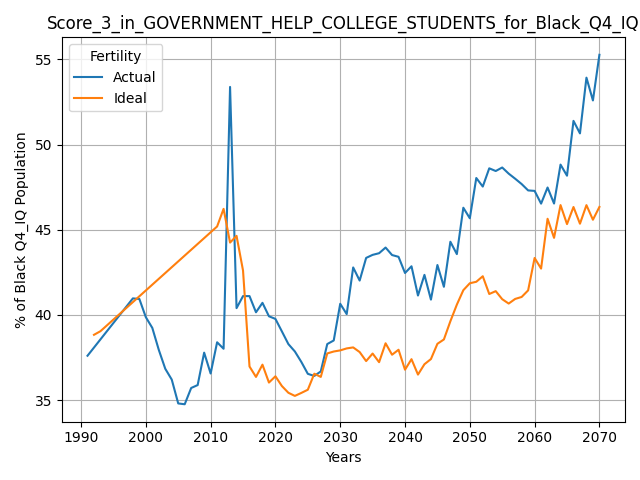 Score_3_in_GOVERNMENT_HELP_COLLEGE_STUDENTS_for_Black_Q4_IQ
Fertility
Actual
Ideal
% of Black Q4_IQ Population
55
50
45
40
35
1990 2000 2010 2020 2030 2040 2050 2060 2070
Years